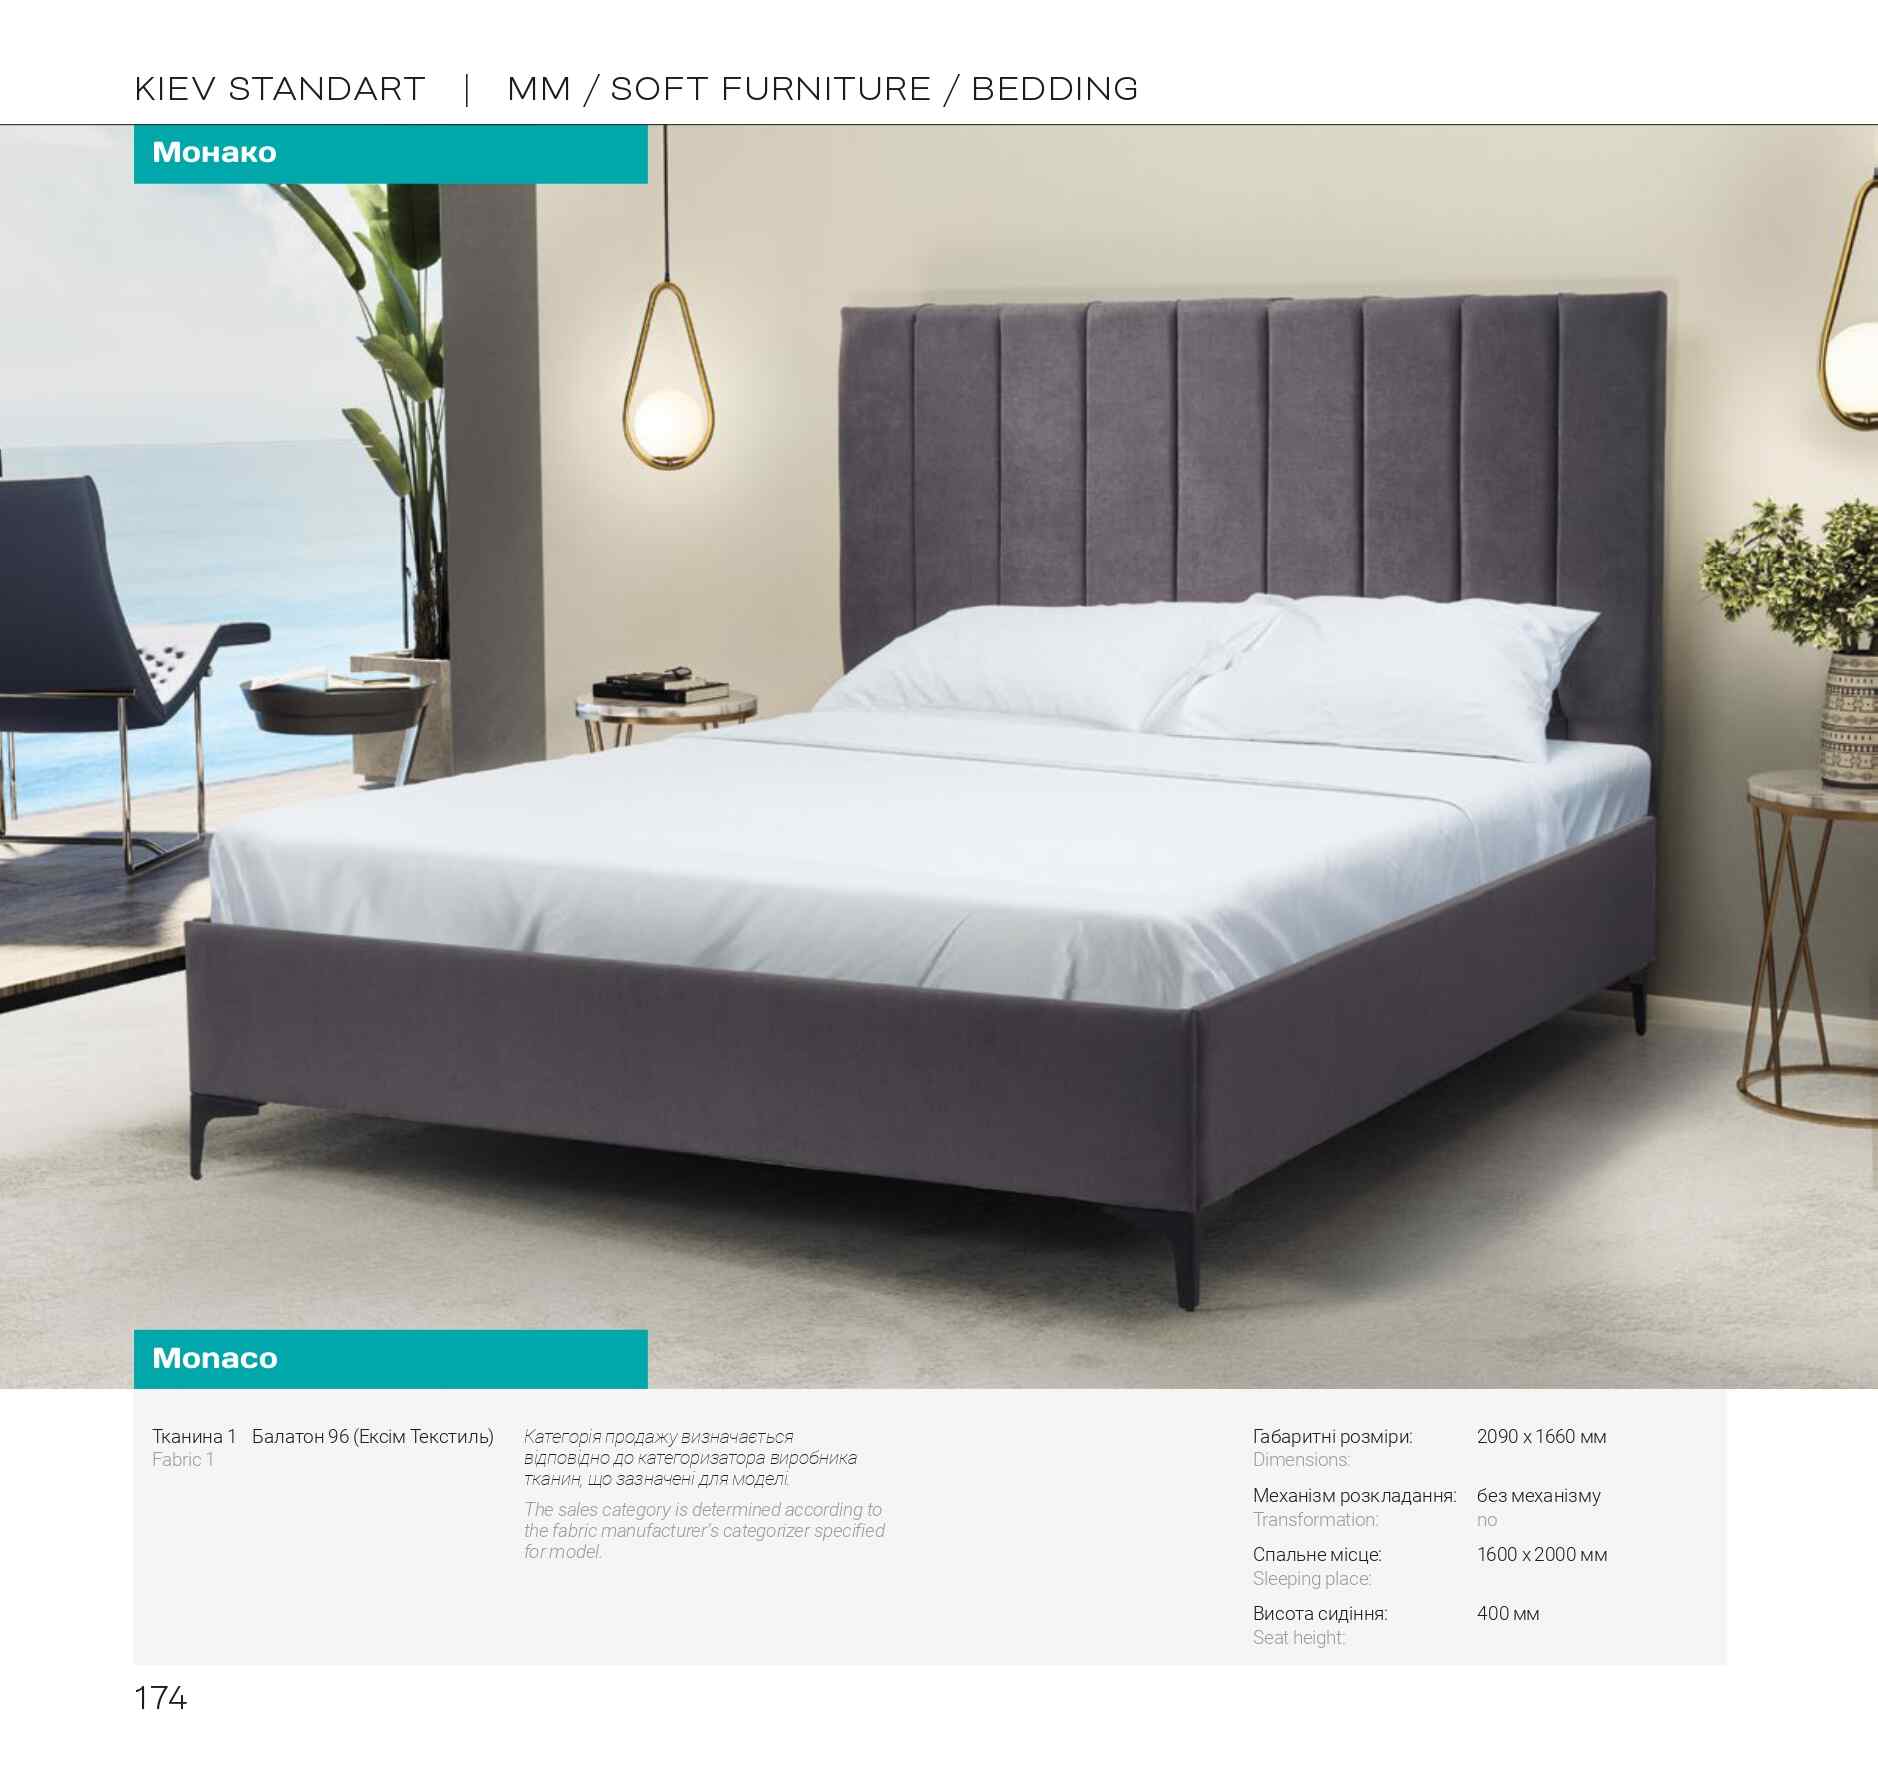 KIEV STANDART | MM / SOFT FURNITURE / BEDDING
Монако
Monaco
Тканина 1 Балатон 96 (Ексім Текстиль)
Fabric 1
Категорія продажу визначається
відповідно до категоризатора виробника
тканин, що зазначені для моделі.
The sales category is determined according to
the fabric manufacturer's categorizer specified
for model.
Габаритні розміри: 2090 x 1660 мм
Dimensions:
Механізм розкладання: без механізму
Transformation: no
Спальне місце: 1600 x 2000 мм
Sleeping place:
Висота сидіння: 400 мм
Seat height:
174